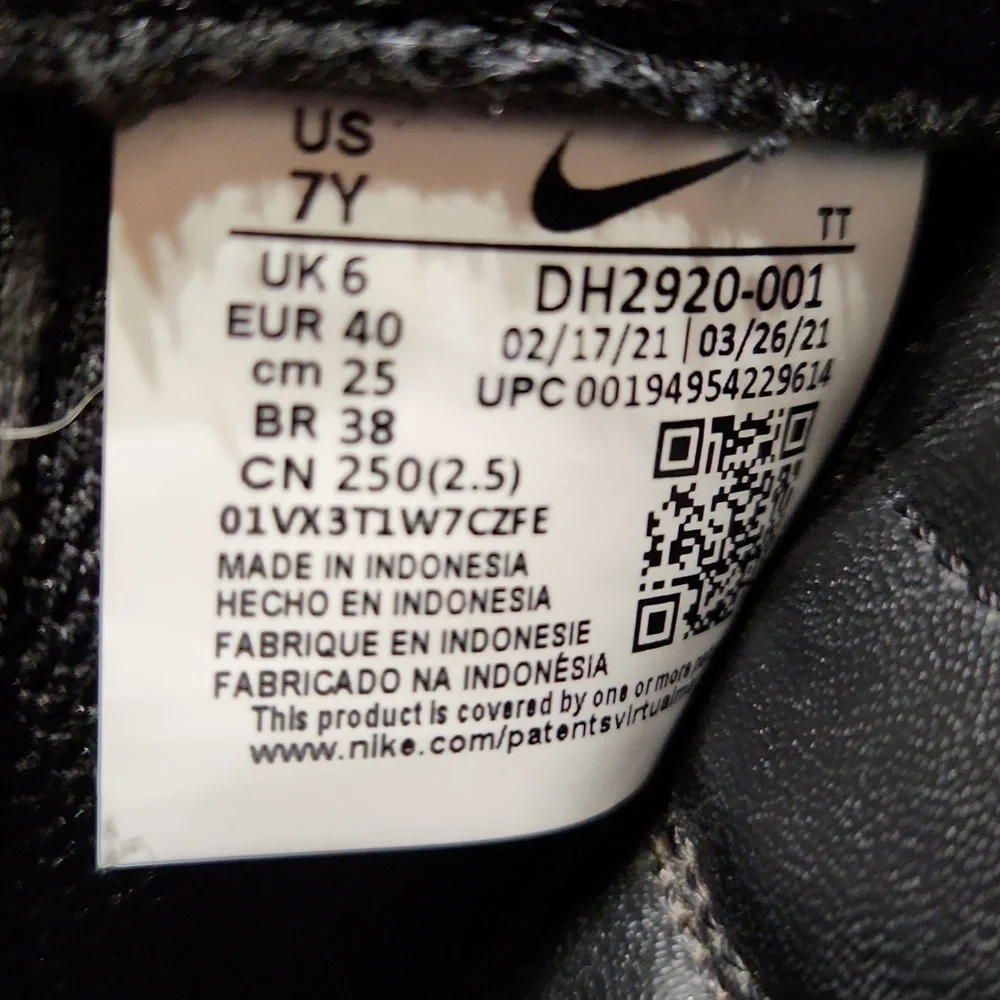 US
7Y
TT
UK 6
EUR 40
cm 25
BR 38
CN 250(2.5)
DH2920-001
02/17/21 | 03/26/21
UPC 00194954229614
01VX3T1W7CZFE
MADE IN INDONESIA
HECHO EN INDONESIA
FABRIQUE EN INDONESIE
FABRICADO NA INDONÉSIA
This product is covered by one or more
www.nike.com/patentsvirtualm